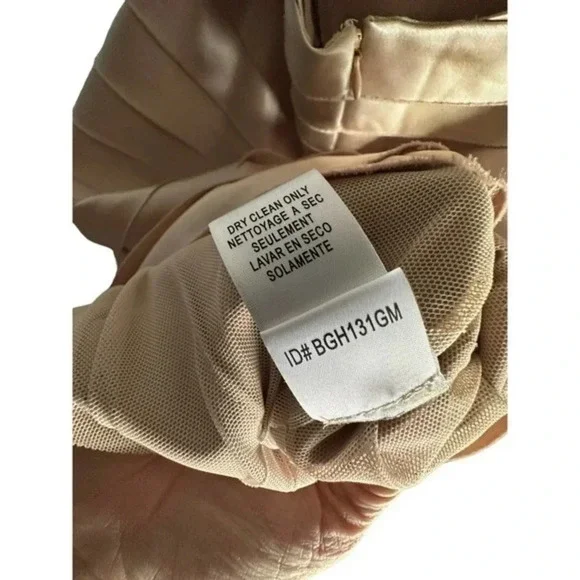 DRY CLEAN ONLY
NETTOYAGE A SEC
SEULEMENT
LAVAR EN SECO
SOLAMENTE
ID# BGH131GM